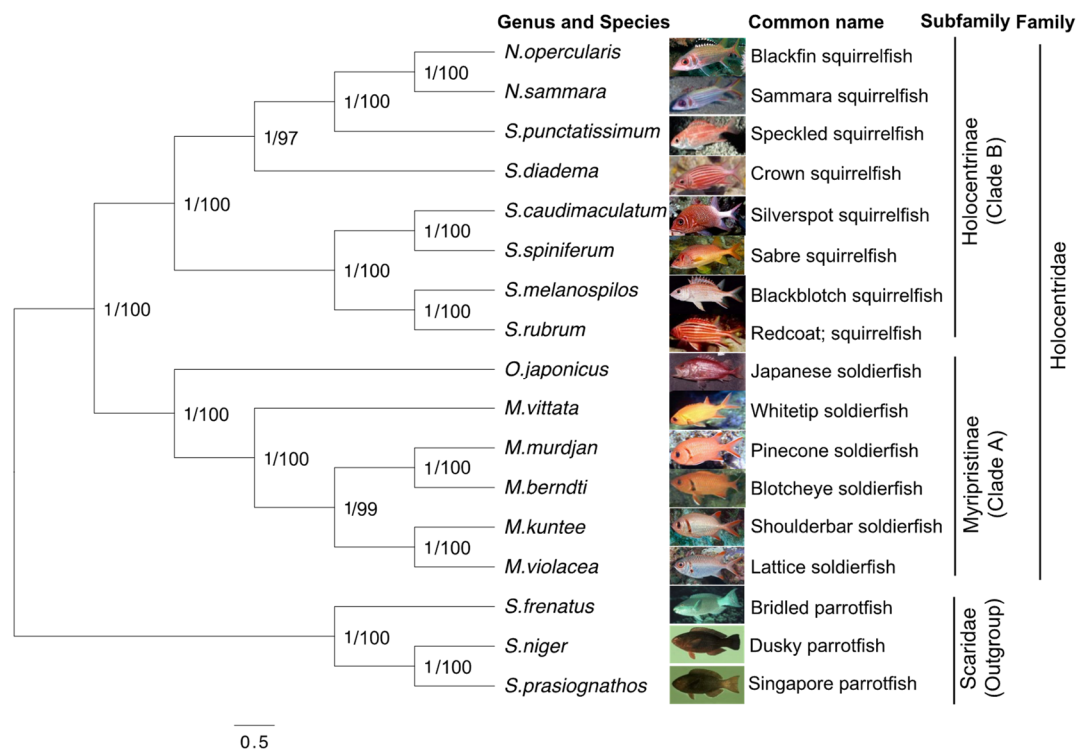 Genus and Species Common name Subfamily Family
N.opercularis Blackfin squirrelfish
1/100
N.sammara Sammara squirrelfish
1/100
S.punctatissimum Speckled squirrelfish
1/97
S.diadema Crown squirrelfish
1/100
S.caudimaculatum Silverspot squirrelfish
1/100
S.spiniferum Sabre squirrelfish
1/100
S.melanospilos Blackblotch squirrelfish
1/100
S.rubrum Redcoat; squirrelfish
Holocentrinae
(Clade B)
1/100
O.japonicus Japanese soldierfish
1/100
M.vittata Whitetip soldierfish
1/100
M.murdjan Pinecone soldierfish
1/100
M.berndti Blotcheye soldierfish
1/99
M.kuntee Shoulderbar soldierfish
1/100
M.violacea Lattice soldierfish
Myripristinae
(Clade A)
Holocentridae
S.frenatus Bridled parrotfish
1/100
S.niger Dusky parrotfish
1/100
S.prasiognathos Singapore parrotfish
Scaridae
(Outgroup)
0.5